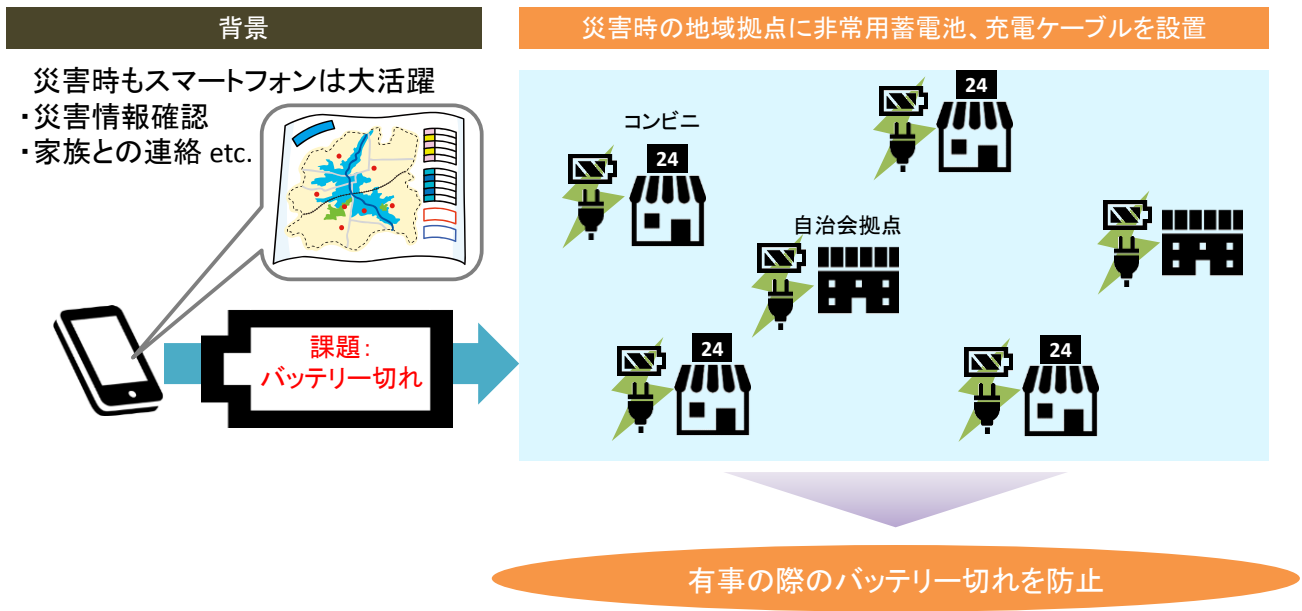 背景
災害時もスマートフォンは大活躍
・災害情報確認
・家族との連絡 etc.
課題：
バッテリー切れ
災害時の地域拠点に非常用蓄電池、充電ケーブルを設置
24
コンビニ
24
自治会拠点
24
24
有事の際のバッテリー切れを防止